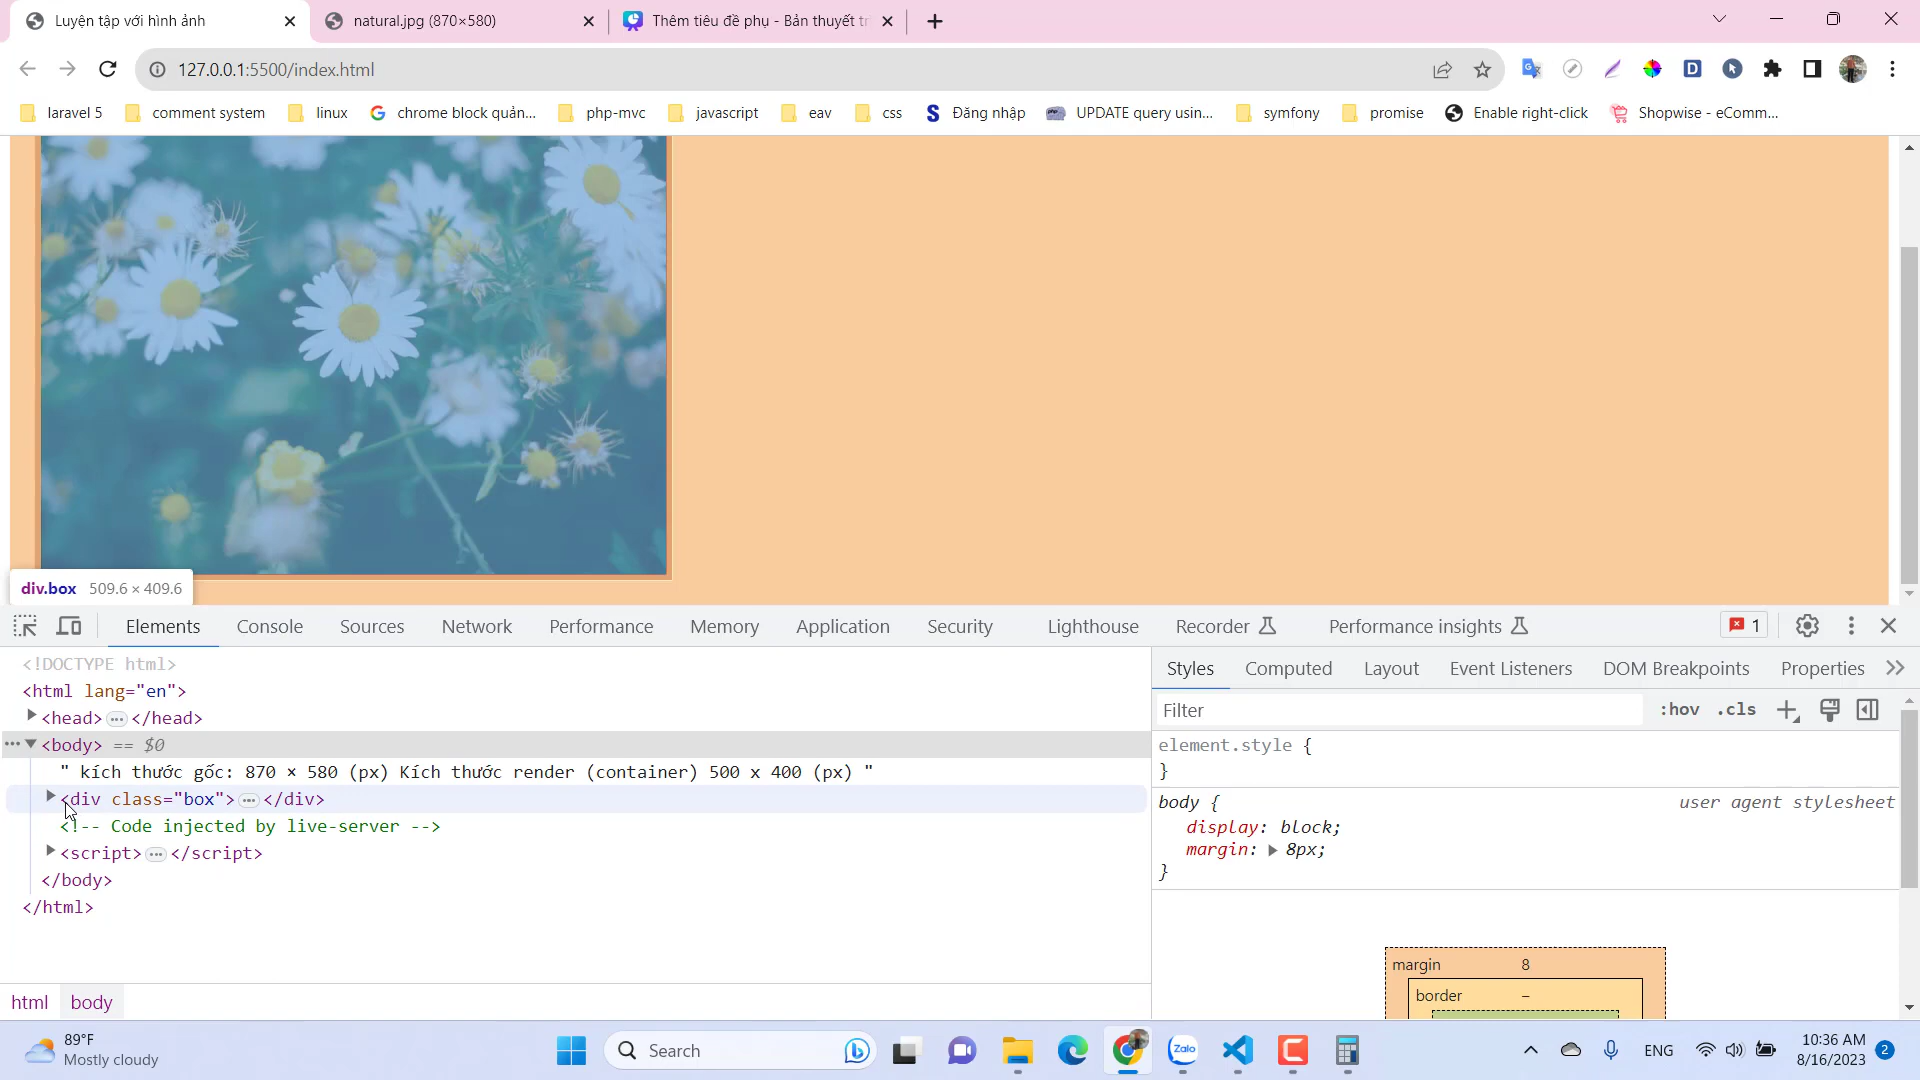 Luyện tập với hình ảnh
natural.jpg (870×580)
Thêm tiêu đề phụ - Bản thuyết tr
127.0.0.1:5500/index.html
laravel 5
comment system
linux
chrome block quản...
php-mvc
javascript
eav
css
Đăng nhập
UPDATE query usin...
symfony
promise
Enable right-click
Shopwise - eComm...
div.box 509.6 × 409.6
Elements
Console
Sources
Network
Performance
Memory
Application
Security
Lighthouse
Recorder
Performance insights
1
<!DOCTYPE html>
<html lang="en">
<head> ... </head>
... <body> == $0
" kích thước gốc: 870 × 580 (px) Kích thước render (container) 500 x 400 (px) "
<div class="box"> ... </div>
<!-- Code injected by live-server -->
<script> ... </script>
</body>
</html>
html body
Styles
Computed
Layout
Event Listeners
DOM Breakpoints
Properties
Filter
:hov .cls
element.style {
}
body { user agent stylesheet
display: block;
margin: 8px;
}
margin 8
border –
89°F
Mostly cloudy
Search
Zalo
ENG
10:36 AM
8/16/2023
2